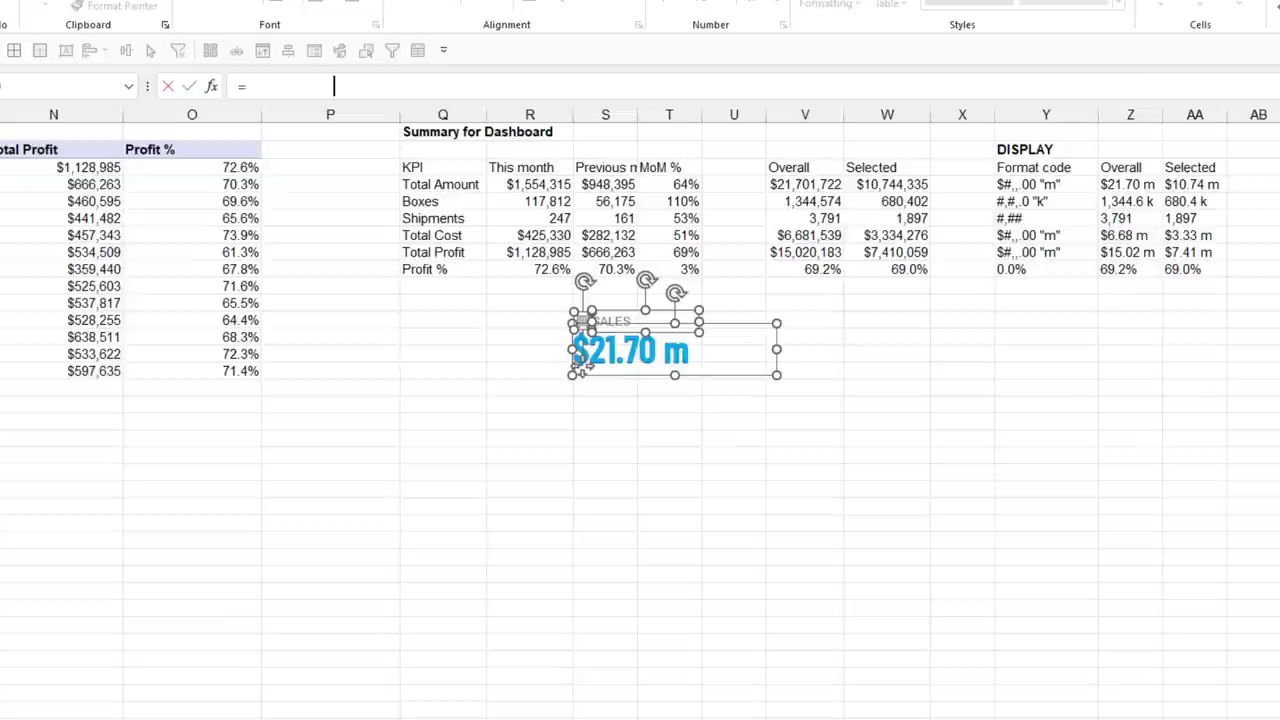 Format Painter
Formatting Table
Clipboard Font Alignment Number Styles Cells
fx =
N O P Q R S T U V W X Y Z AA AB
Summary for Dashboard
otal Profit Profit % DISPLAY
$1,128,985 72.6% KPI This month Previous m MoM % Overall Selected Format code Overall Selected
$666,263 70.3% Total Amount $1,554,315 $948,395 64% $21,701,722 $10,744,335 $#,,.00 "m" $21.70 m $10.74 m
$460,595 69.6% Boxes 117,812 56,175 110% 1,344,574 680,402 #,#,.0 "k" 1,344.6 k 680.4 k
$441,482 65.6% Shipments 247 161 53% 3,791 1,897 #,## 3,791 1,897
$457,343 73.9% Total Cost $425,330 $282,132 51% $6,681,539 $3,334,276 $#,,.00 "m" $6.68 m $3.33 m
$534,509 61.3% Total Profit $1,128,985 $666,263 69% $15,020,183 $7,410,059 $#,,.00 "m" $15.02 m $7.41 m
$359,440 67.8% Profit % 72.6% 70.3% 3% 69.2% 69.0% 0.0% 69.2% 69.0%
$525,603 71.6%
$537,817 65.5%
$528,255 64.4% SALES
$638,511 68.3% $21.70 m
$533,622 72.3%
$597,635 71.4%